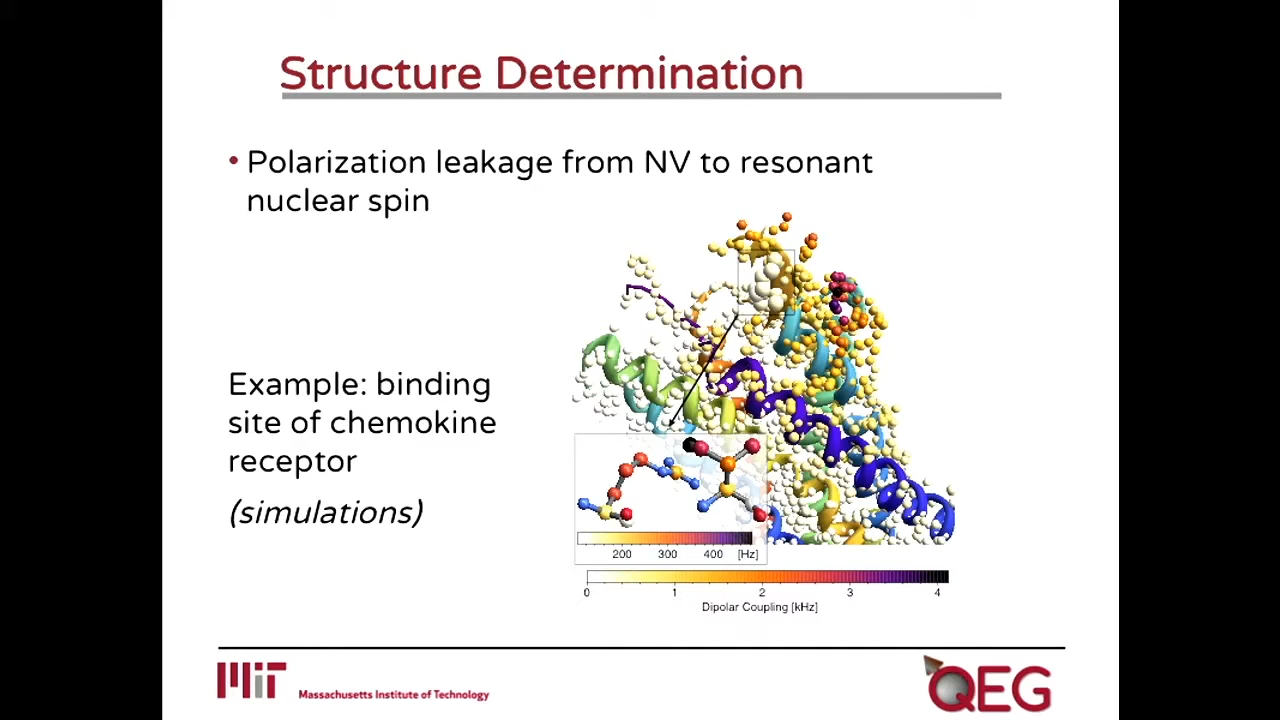 Structure Determination
• Polarization leakage from NV to resonant
nuclear spin
Example: binding
site of chemokine
receptor
(simulations)
200 300 400 [Hz]
0 1 2 3 4
Dipolar Coupling [kHz]
MIT Massachusetts Institute of Technology
QEG